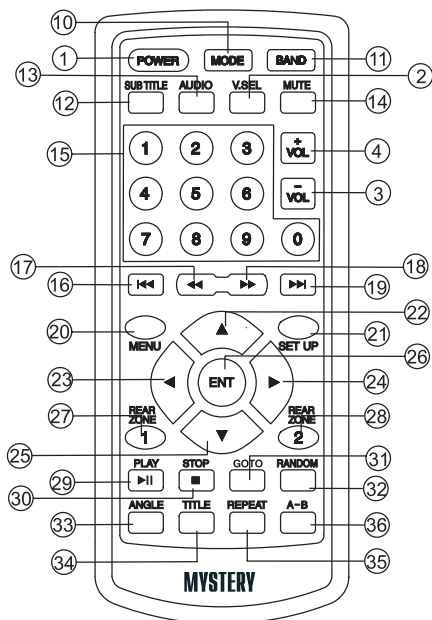 10
1 POWER MODE BAND 11
13 2
SUBTITLE AUDIO V.SEL MUTE
12 14
15 1 2 3 + VOL 4
4 5 6 − VOL 3
7 8 9 0
17 18
16 19
20 22
MENU SET UP 21
26
23 ENT 24
27 REAR ZONE 1 REAR ZONE 2 28
25
PLAY STOP GOTO RANDOM 31
29 30 32
ANGLE TITLE REPEAT A-B
33 34 35 36
MYSTERY